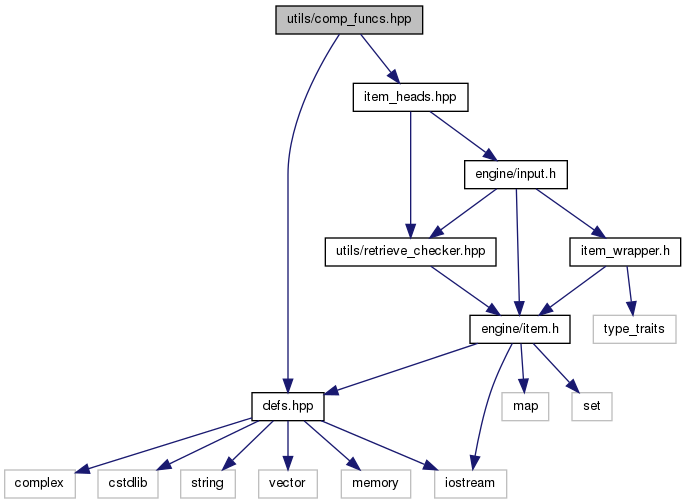 utils/comp_funcs.hpp
item_heads.hpp
engine/input.h
utils/retrieve_checker.hpp
item_wrapper.h
engine/item.h
type_traits
defs.hpp
map
set
complex
cstdlib
string
vector
memory
iostream